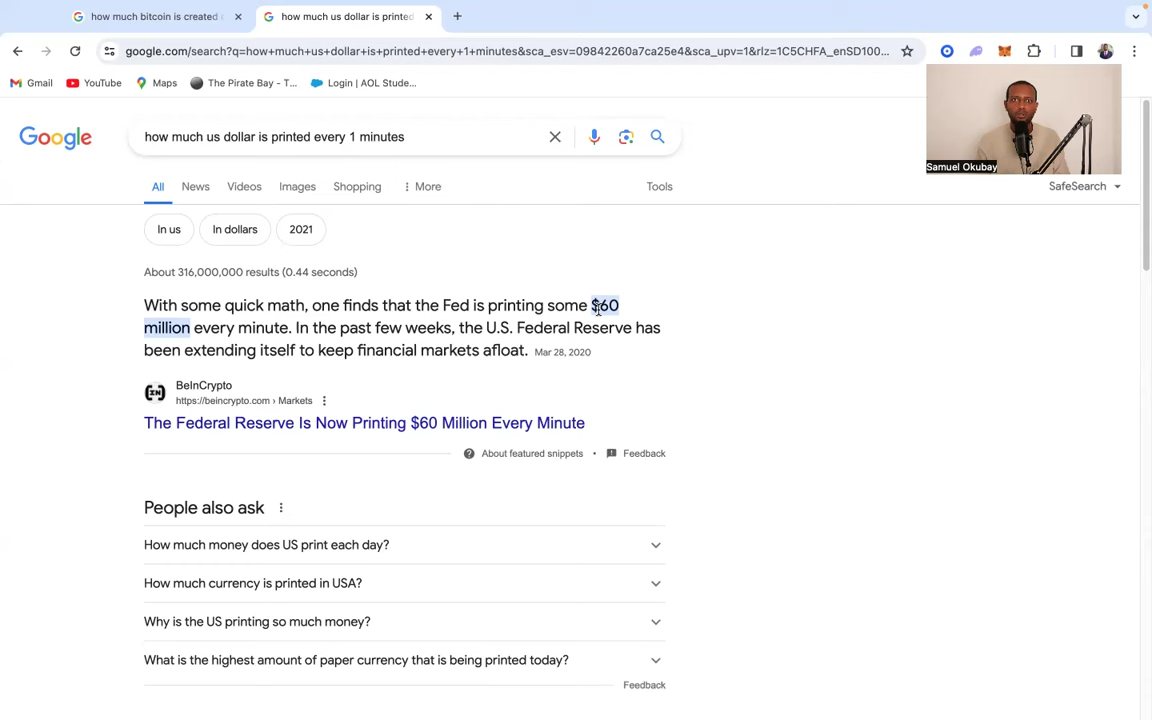 how much bitcoin is created
how much us dollar is printed
google.com/search?q=how+much+us+dollar+is+printed+every+1+minutes&sca_esv=09842260a7ca25e4&sca_upv=1&rlz=1C5CHFA_enSD100...
Gmail
YouTube
Maps
The Pirate Bay - T...
Login | AOL Stude...
Google
how much us dollar is printed every 1 minutes
Samuel Okubay
All
News
Videos
Images
Shopping
More
Tools
SafeSearch
In us
In dollars
2021
About 316,000,000 results (0.44 seconds)
With some quick math, one finds that the Fed is printing some $60
million every minute. In the past few weeks, the U.S. Federal Reserve has
been extending itself to keep financial markets afloat. Mar 28, 2020
BeInCrypto
https://beincrypto.com › Markets
The Federal Reserve Is Now Printing $60 Million Every Minute
About featured snippets • Feedback
People also ask
How much money does US print each day?
How much currency is printed in USA?
Why is the US printing so much money?
What is the highest amount of paper currency that is being printed today?
Feedback